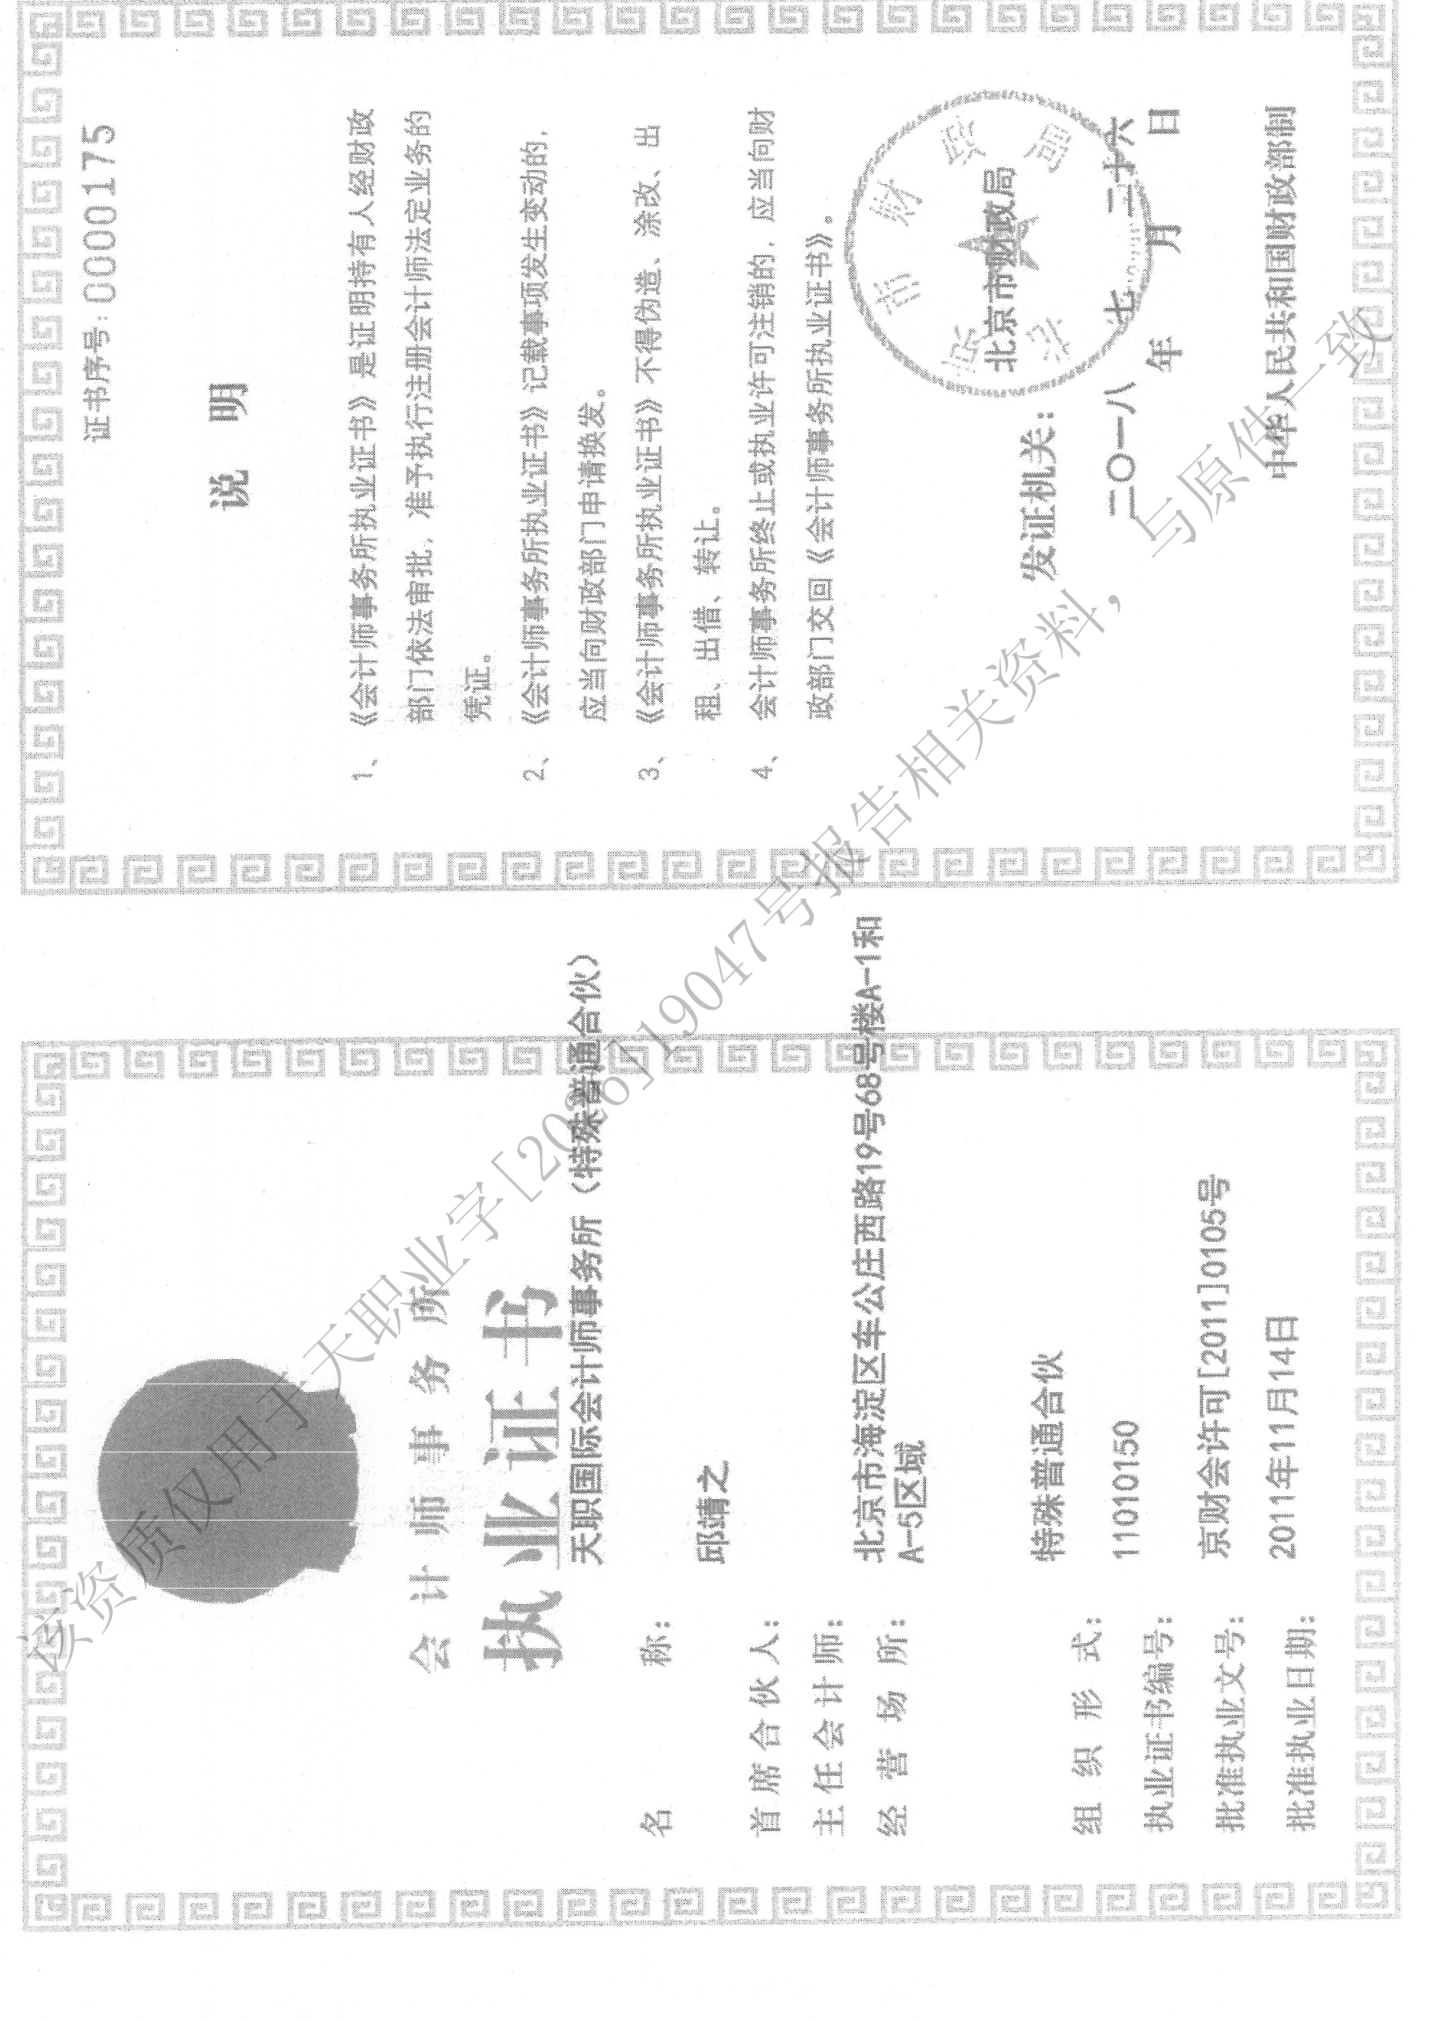 会计师事务所
执业证书
名称：
天职国际会计师事务所（特殊普通合伙）
首席合伙人：
邱靖之
主任会计师：
经营场所：
北京市海淀区车公庄西路19号68号楼A-1和
A-5区域
组织形式：
特殊普通合伙
执业证书编号：
11010150
批准执业文号：
京财会许可[2011]0105号
批准执业日期：
2011年11月14日
证书序号：0000175
说明
1、《会计师事务所执业证书》是证明持有人经财政
部门依法审批，准予执行注册会计师法定业务的
凭证。
2、《会计师事务所执业证书》记载事项发生变动的，
应当向财政部门申请换发。
3、《会计师事务所执业证书》不得伪造、涂改、出
租、出借、转让。
4、会计师事务所终止或执业许可注销的，应当向财
政部门交回《会计师事务所执业证书》。
发证机关：
北京市财政局
北京市财政局
二〇一八年七月二十六日
中华人民共和国财政部制
该资质仅用于天职业字[2026]19047号报告相关资料，与原件一致